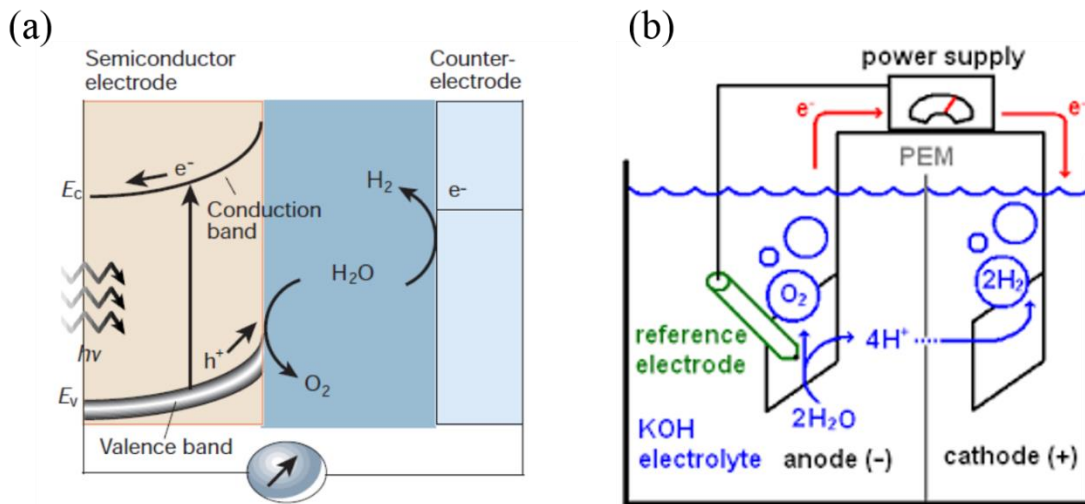 (a)
Semiconductor
electrode
Counter-
electrode
e-
Ec
Conduction
band
H2
e-
H2O
hν
h+
O2
Ev
Valence band
(b)
power supply
e-
e-
PEM
O2
2H2
reference
electrode
4H+
2H2O
KOH
electrolyte
anode (–)
cathode (+)